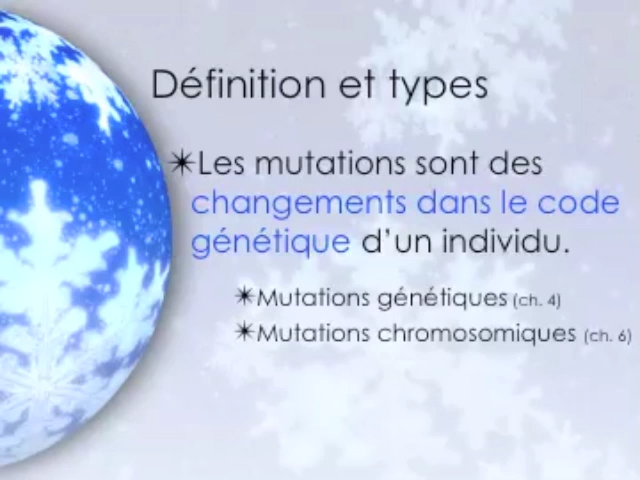 Définition et types
✴Les mutations sont des
changements dans le code
génétique d’un individu.
✴Mutations génétiques (ch. 4)
✴Mutations chromosomiques (ch. 6)